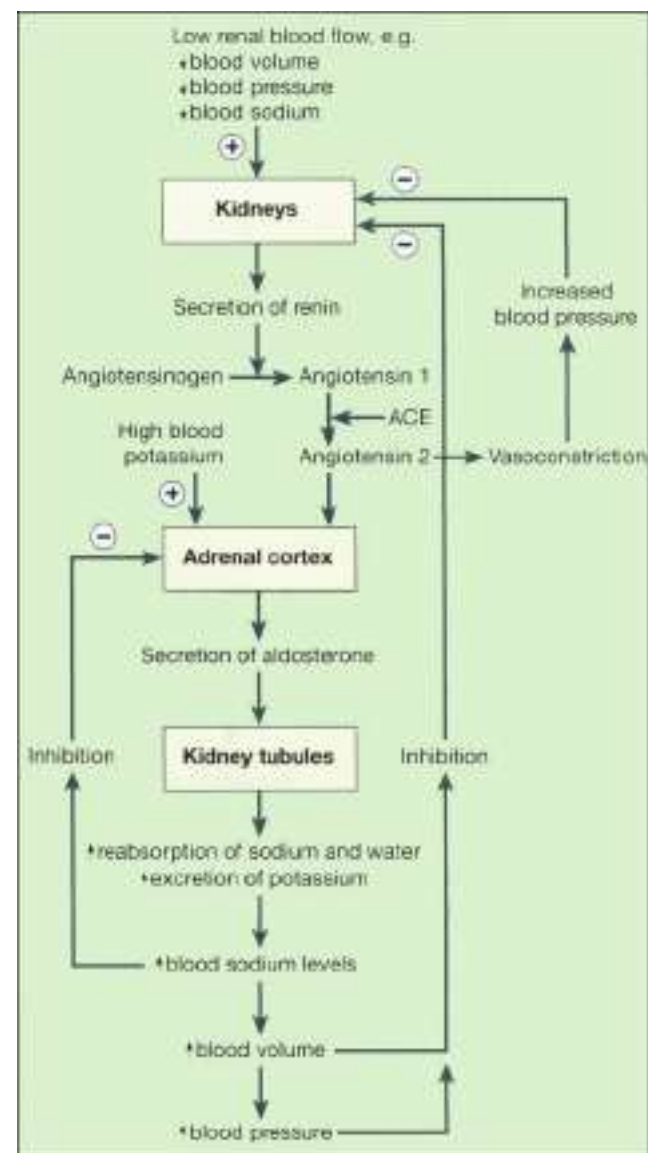 Low renal blood flow, e.g.
↓blood volume
↓blood pressure
↓blood sodium
+
−
Kidneys
−
Secretion of renin
Increased
blood pressure
Angiotensinogen
Angiotensin 1
ACE
High blood
potassium
Angiotensin 2
Vasoconstriction
+
−
Adrenal cortex
Secretion of aldosterone
Inhibition
Kidney tubules
Inhibition
↑reabsorption of sodium and water
↑excretion of potassium
↑blood sodium levels
↑blood volume
↑blood pressure